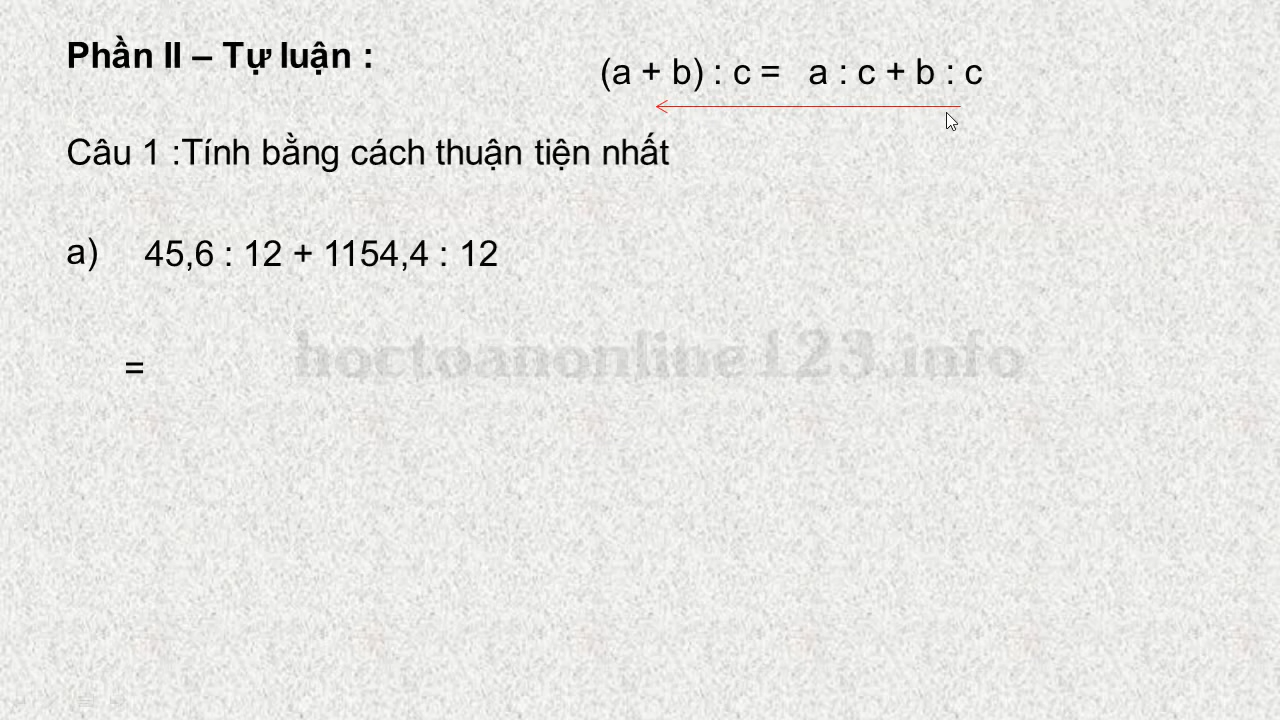 Phần II – Tự luận :
(a + b) : c = a : c + b : c
Câu 1 :Tính bằng cách thuận tiện nhất
a) 45,6 : 12 + 1154,4 : 12
hoctoanonline123.info
=